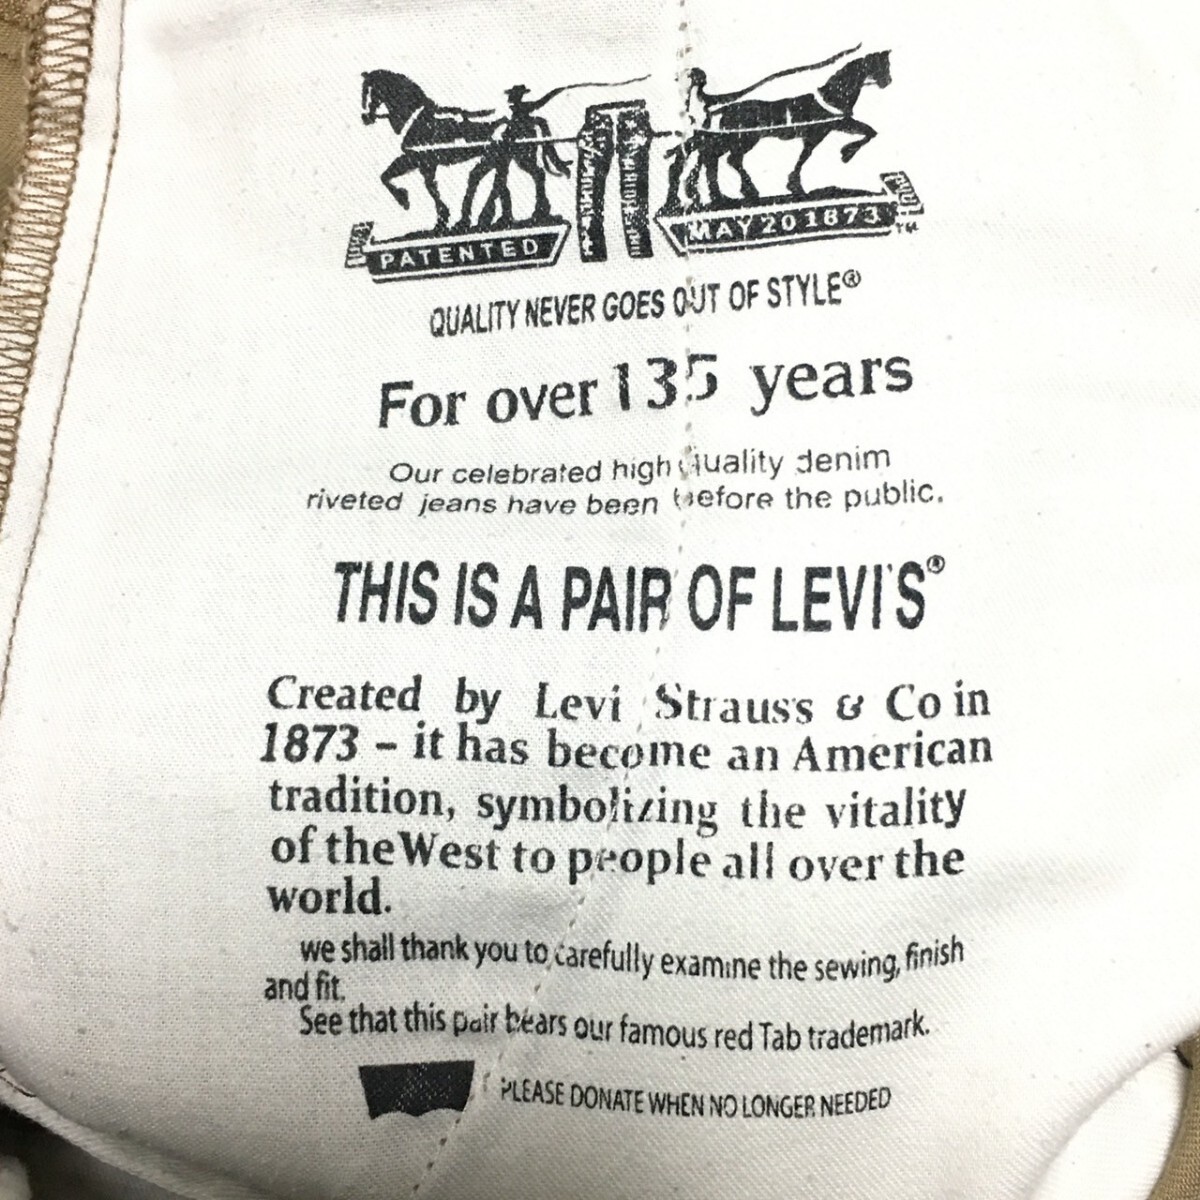 PATENTED MAY 20 1873 TM
QUALITY NEVER GOES OUT OF STYLE®
For over 135 years
Our celebrated high quality denim
riveted jeans have been before the public.
THIS IS A PAIR OF LEVI'S®
Created by Levi Strauss & Co in
1873 - it has become an American
tradition, symbolizing the vitality
of the West to people all over the
world.
we shall thank you to carefully examine the sewing, finish
and fit.
See that this pair bears our famous red Tab trademark.
PLEASE DONATE WHEN NO LONGER NEEDED